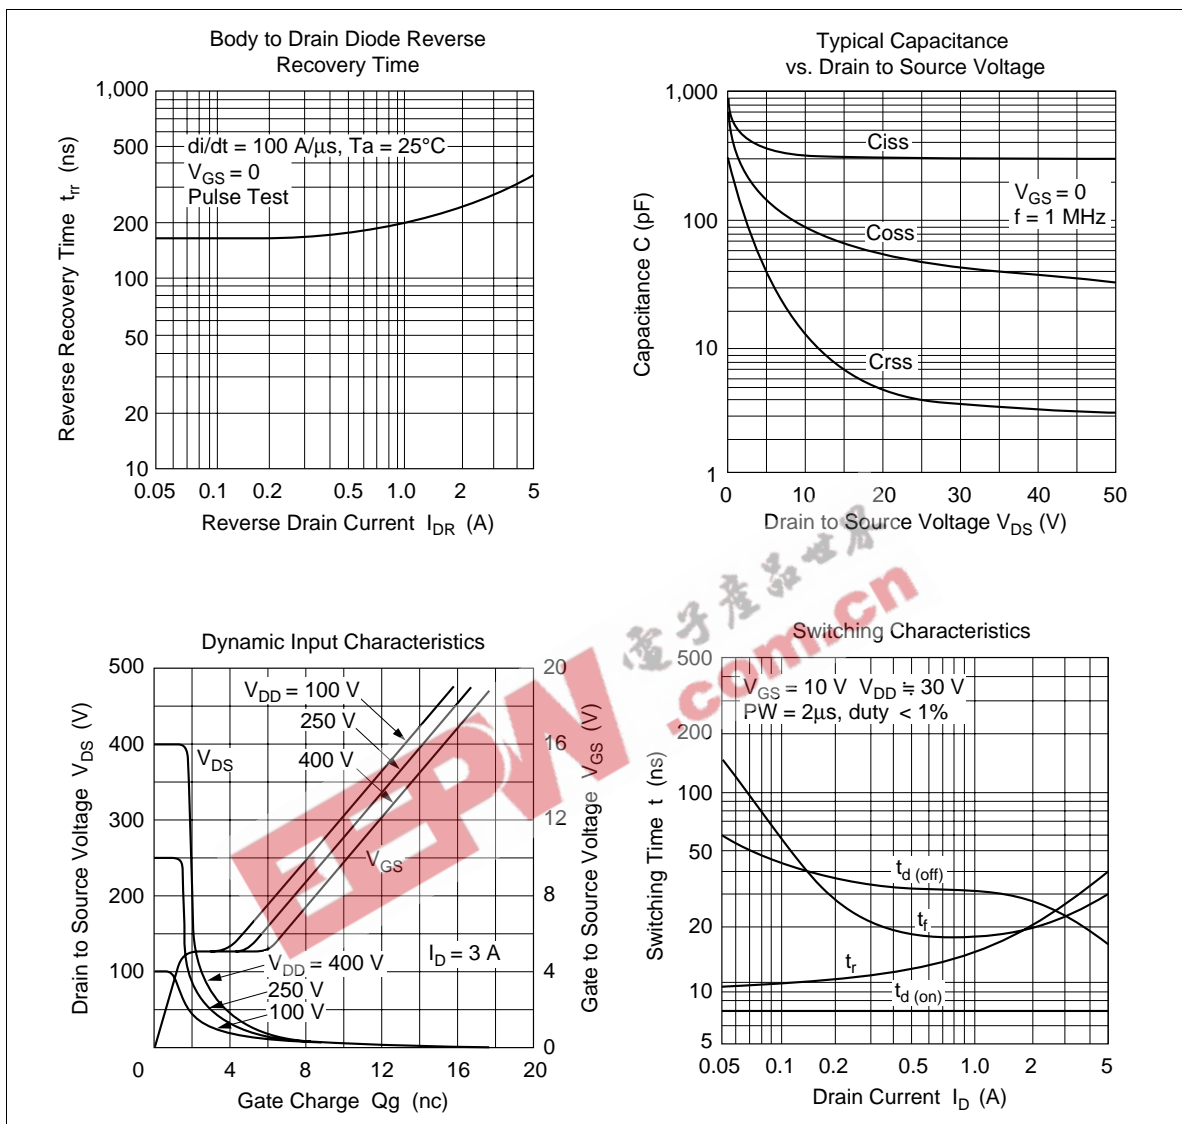 Body to Drain Diode Reverse
Recovery Time
1,000
500
200
100
50
20
10
Reverse Recovery Time trr (ns)
di/dt = 100 A/μs, Ta = 25°C
VGS = 0
Pulse Test
0.05 0.1 0.2 0.5 1.0 2 5
Reverse Drain Current IDR (A)
Typical Capacitance
vs. Drain to Source Voltage
1,000
100
10
1
Capacitance C (pF)
Ciss
VGS = 0
f = 1 MHz
Coss
Crss
0 10 20 30 40 50
Drain to Source Voltage VDS (V)
電子產品世界
.com.cn
EEPW
Dynamic Input Characteristics
500
400
300
200
100
0
Drain to Source Voltage VDS (V)
20
16
12
8
4
0
Gate to Source Voltage VGS (V)
VDD = 100 V
250 V
400 V
VDS
VGS
ID = 3 A
VDD = 400 V
250 V
100 V
0 4 8 12 16 20
Gate Charge Qg (nc)
Switching Characteristics
500
200
100
50
20
10
5
Switching Time t (ns)
VGS = 10 V VDD ≒ 30 V
PW = 2μs, duty < 1%
td (off)
tf
tr
td (on)
0.05 0.1 0.2 0.5 1.0 2 5
Drain Current ID (A)